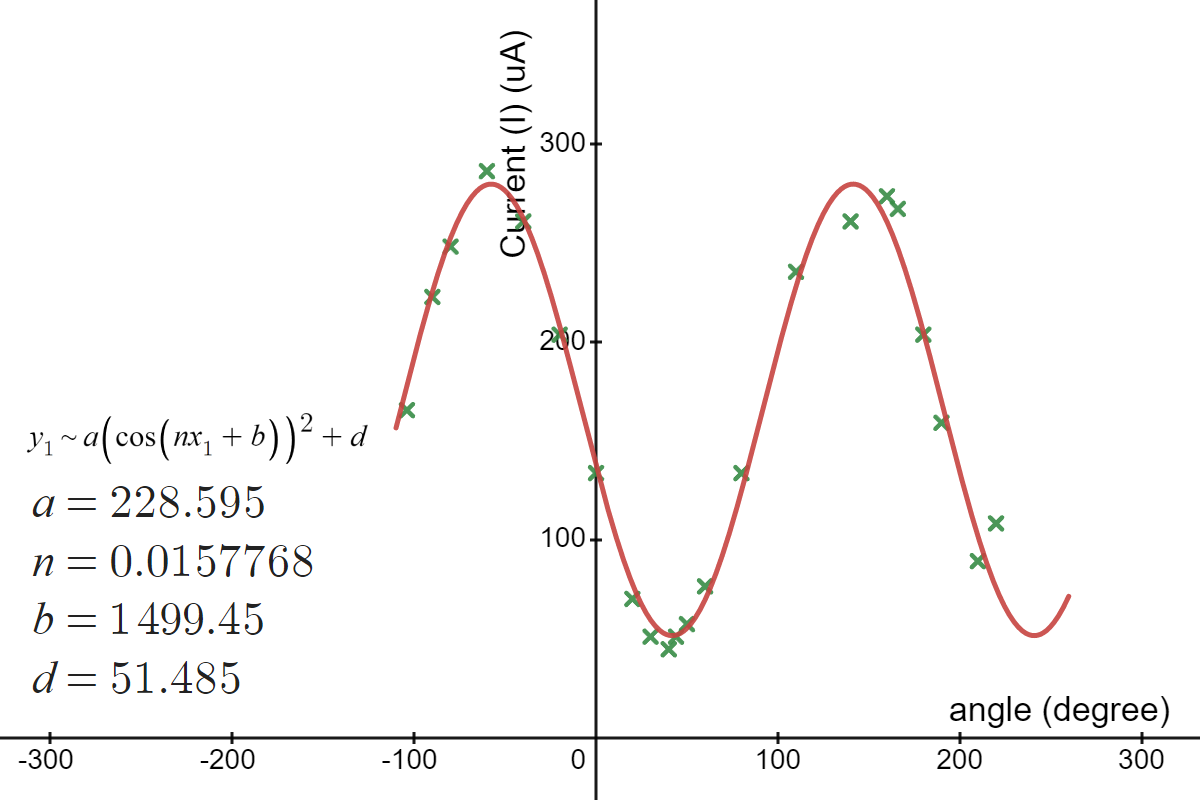 Current (I) (uA)
300
200
100
y₁ ~ a(cos(nx₁ + b))² + d
a = 228.595
n = 0.0157768
b = 1499.45
d = 51.485
angle (degree)
-300 -200 -100 0 100 200 300